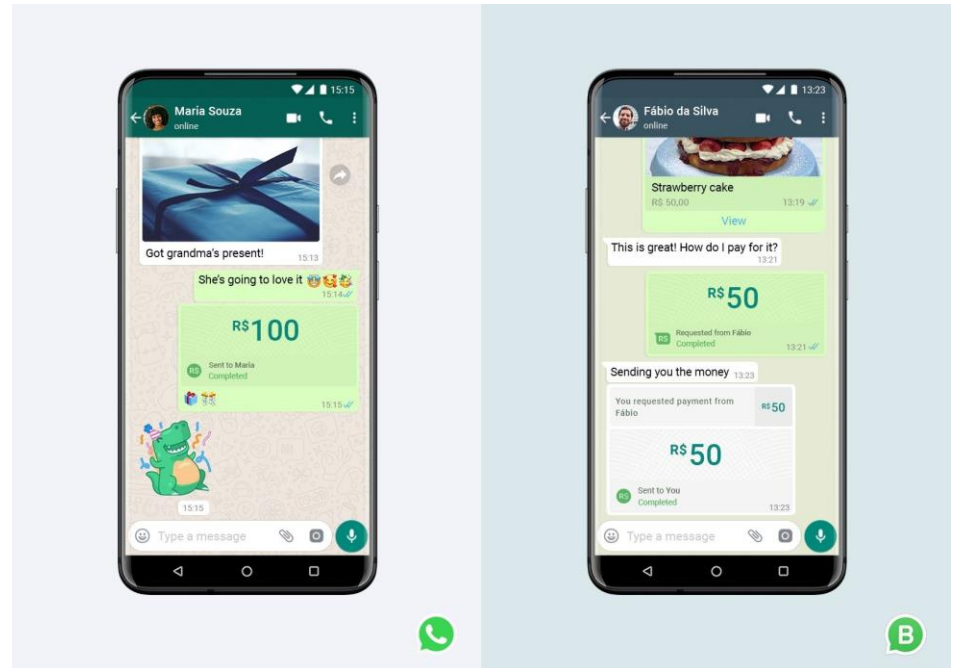 15:15
Maria Souza
online
Got grandma's present!
15:13
She's going to love it
15:14
R$100
R$
Sent to Maria
Completed
15:15
15:15
Type a message
13:23
Fábio da Silva
online
Strawberry cake
R$ 50,00
13:19
View
This is great! How do I pay for it?
13:21
R$50
R$
Requested from Fábio
Completed
13:21
Sending you the money 13:23
You requested payment from
Fábio
R$50
R$50
R$
Sent to You
Completed
13:23
Type a message
B